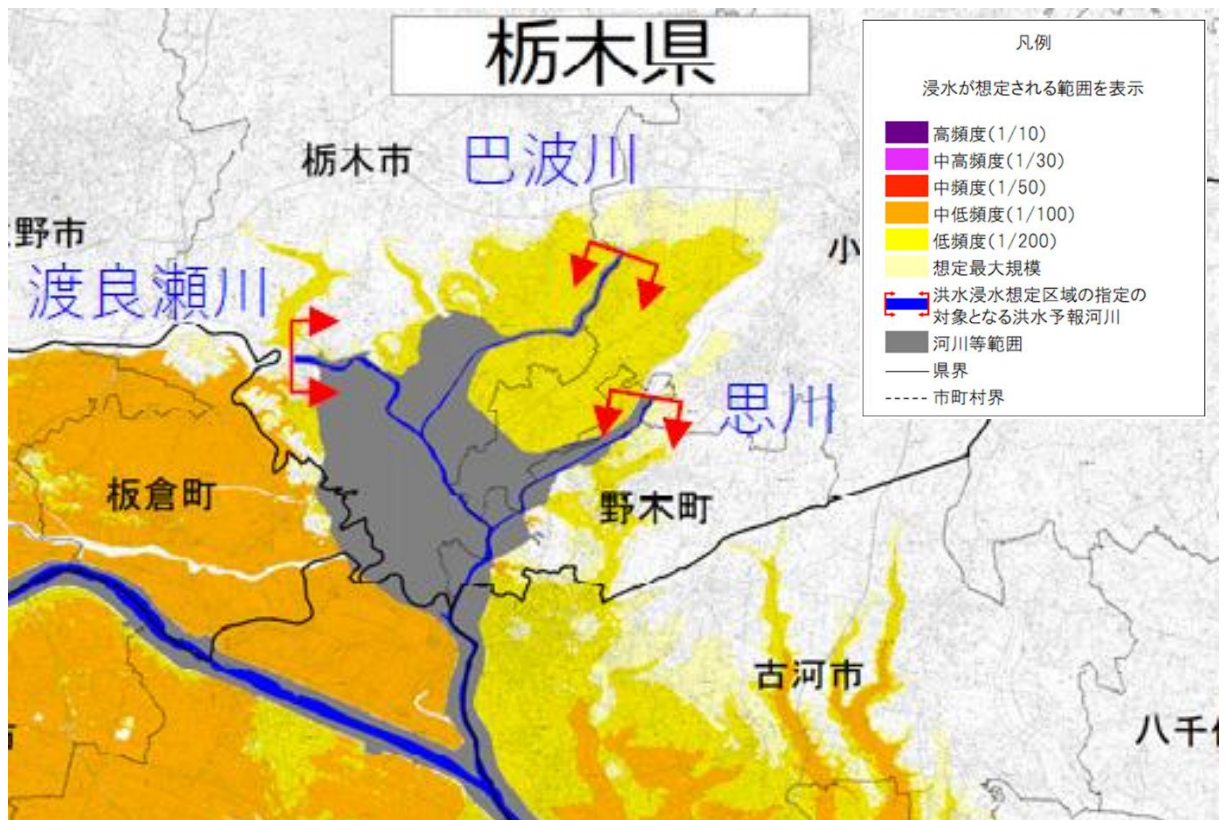 栃木県
凡例
浸水が想定される範囲を表示
高頻度(1/10)
中高頻度(1/30)
中頻度(1/50)
中低頻度(1/100)
低頻度(1/200)
想定最大規模
洪水浸水想定区域の指定の
対象となる洪水予報河川
河川等範囲
県界
市町村界
栃木市
巴波川
野市
小
渡良瀬川
思川
板倉町
野木町
古河市
八千